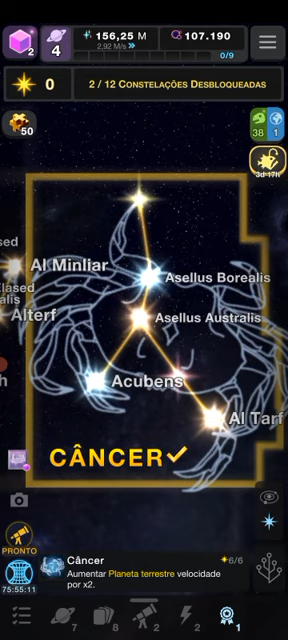 2
4
156,25 M
2,92 M/s
107.190
0/9
0
2 / 12 Constelações Desbloqueadas
50
38
1
3d 17h
Al Minliar
Asellus Borealis
Asellus Australis
Alterf
Acubens
Al Tarf
CÂNCER
PRONTO
75:55:11
Câncer
6/6
Aumentar Planeta terrestre velocidade
por x2.
7
8
2
2
1